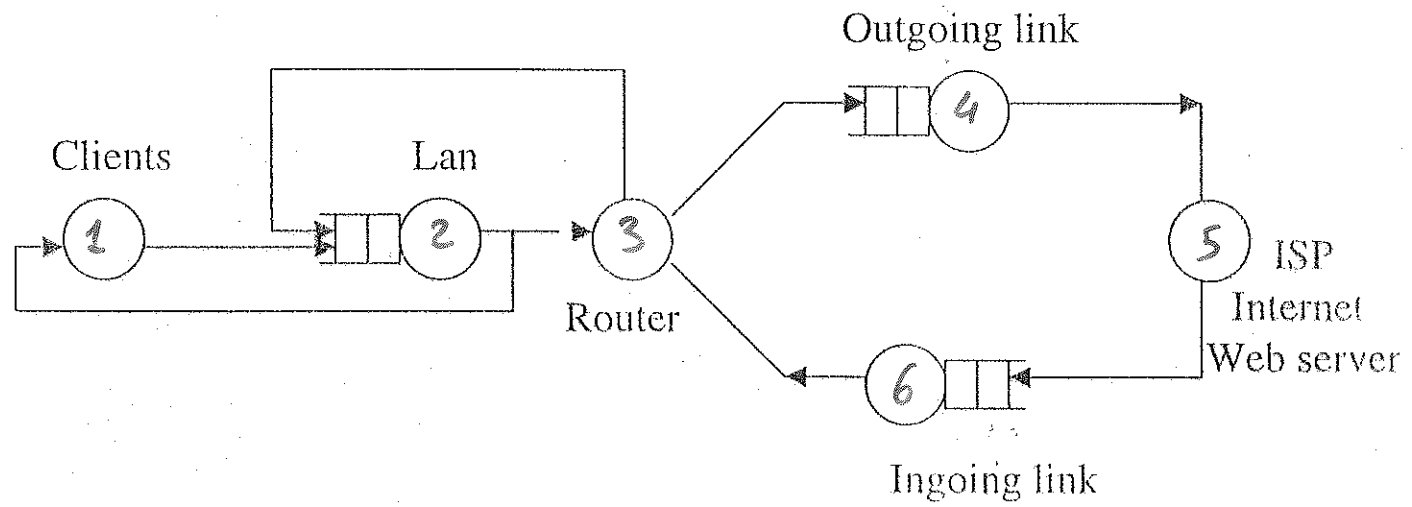 Outgoing link
4
Clients
Lan
1
2
3
5
ISP
Internet
Web server
Router
6
Ingoing link